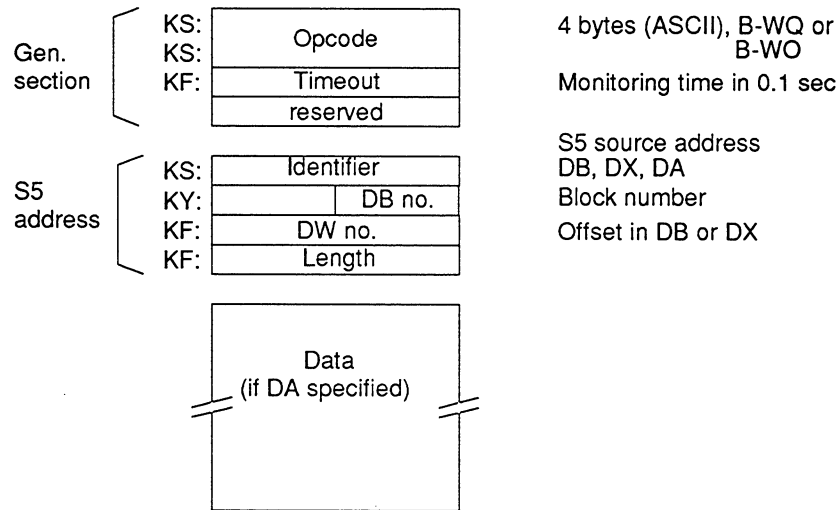 KS: Opcode 4 bytes (ASCII), B-WQ or
Gen. KS: B-WO
section KF: Timeout Monitoring time in 0.1 sec
reserved
S5 source address
KS: Identifier DB, DX, DA
S5 KY: DB no. Block number
address KF: DW no. Offset in DB or DX
KF: Length
Data
(if DA specified)